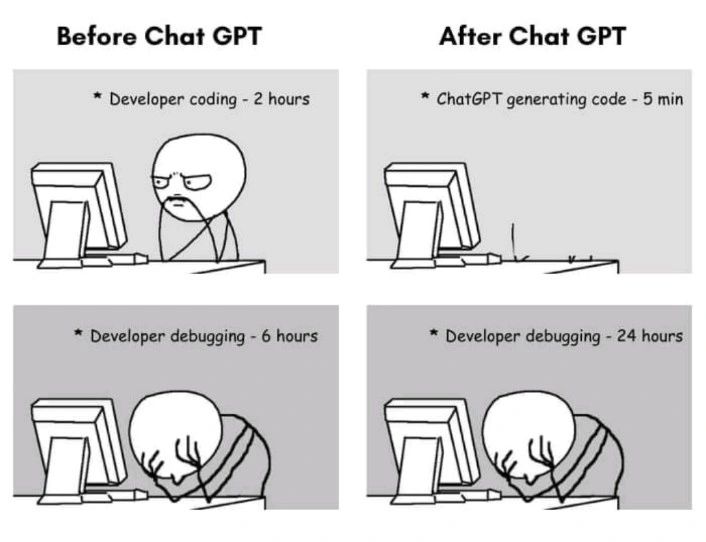 Before Chat GPT
After Chat GPT
* Developer coding - 2 hours
* ChatGPT generating code - 5 min
* Developer debugging - 6 hours
* Developer debugging - 24 hours